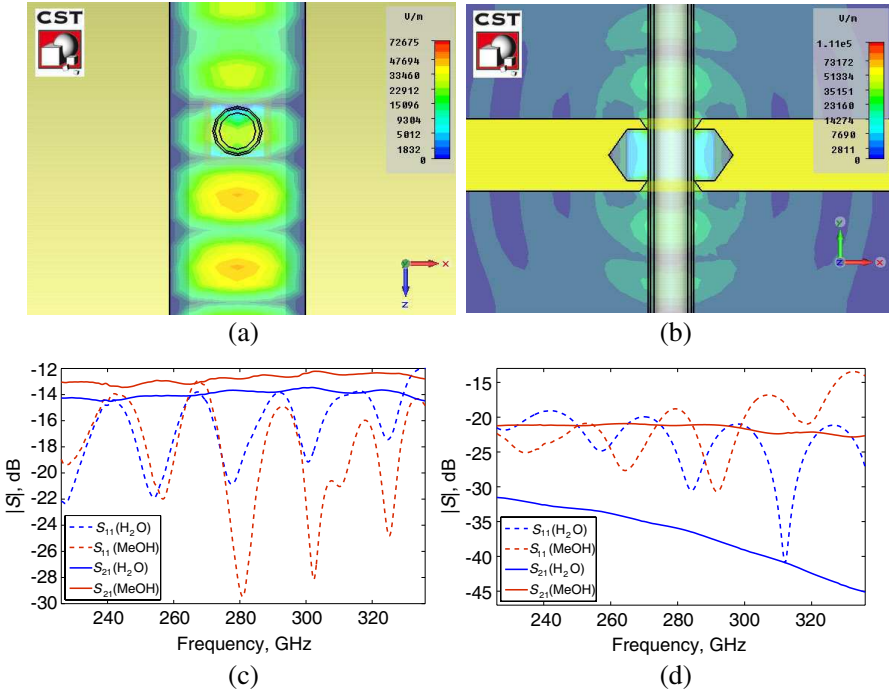 CST
V/m
72675
47694
33460
22912
15096
9304
5012
1832
0
x
y
z
(a)
CST
V/m
1.11e5
73172
51334
35151
23160
14274
7690
2811
0
y
z
x
(b)
|S|, dB
-12
-14
-16
-18
-20
-22
-24
-26
-28
-30
S₁₁(H₂O)
S₁₁(MeOH)
S₂₁(H₂O)
S₂₁(MeOH)
240 260 280 300 320
Frequency, GHz
(c)
|S|, dB
-15
-20
-25
-30
-35
-40
-45
S₁₁(H₂O)
S₁₁(MeOH)
S₂₁(H₂O)
S₂₁(MeOH)
240 260 280 300 320
Frequency, GHz
(d)